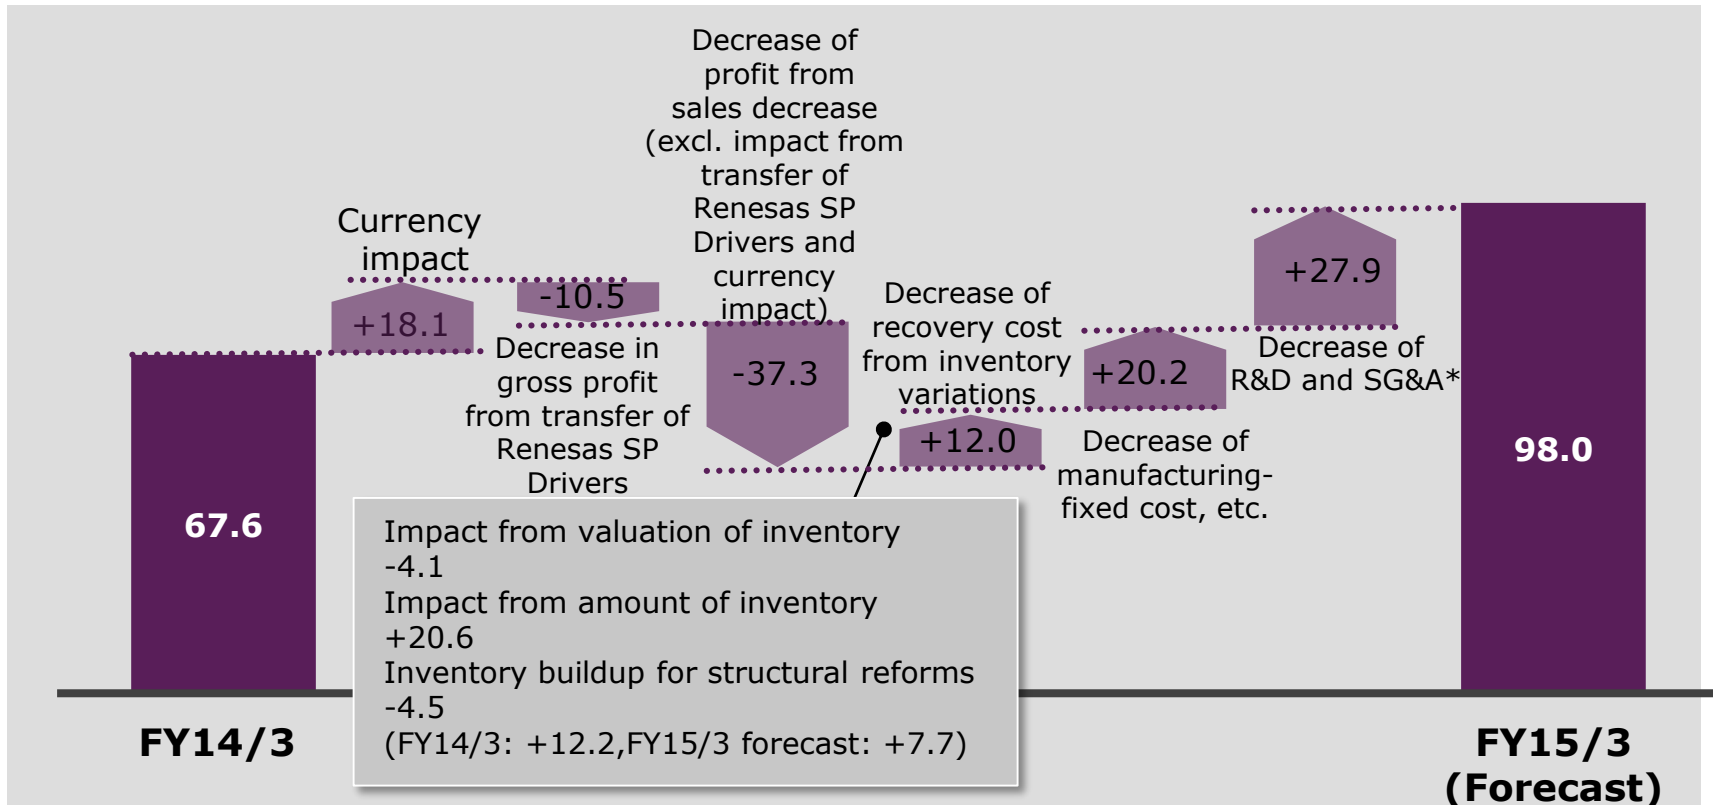 Decrease of
profit from
sales decrease
(excl. impact from
transfer of
Renesas SP
Drivers and
currency
impact)
Currency
impact
+18.1
-10.5
Decrease in
gross profit
from transfer of
Renesas SP
Drivers
-37.3
Decrease of
recovery cost
from inventory
variations
+12.0
+20.2
Decrease of
manufacturing-
fixed cost, etc.
+27.9
Decrease of
R&D and SG&A*
67.6
98.0
Impact from valuation of inventory
-4.1
Impact from amount of inventory
+20.6
Inventory buildup for structural reforms
-4.5
(FY14/3: +12.2,FY15/3 forecast: +7.7)
FY14/3
FY15/3
(Forecast)